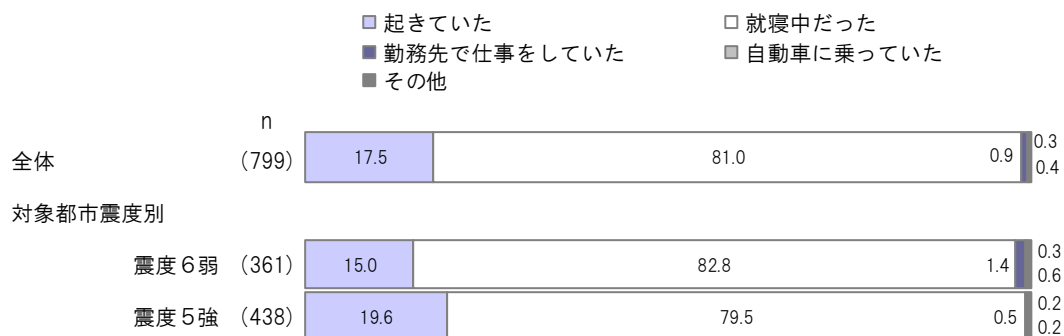 起きていた 就寝中だった
勤務先で仕事をしていた 自動車に乗っていた
その他
n
全体 (799) 17.5 81.0 0.9 0.3
0.4
対象都市震度別
震度６弱 (361) 15.0 82.8 1.4 0.3
0.6
震度５強 (438) 19.6 79.5 0.5 0.2
0.2